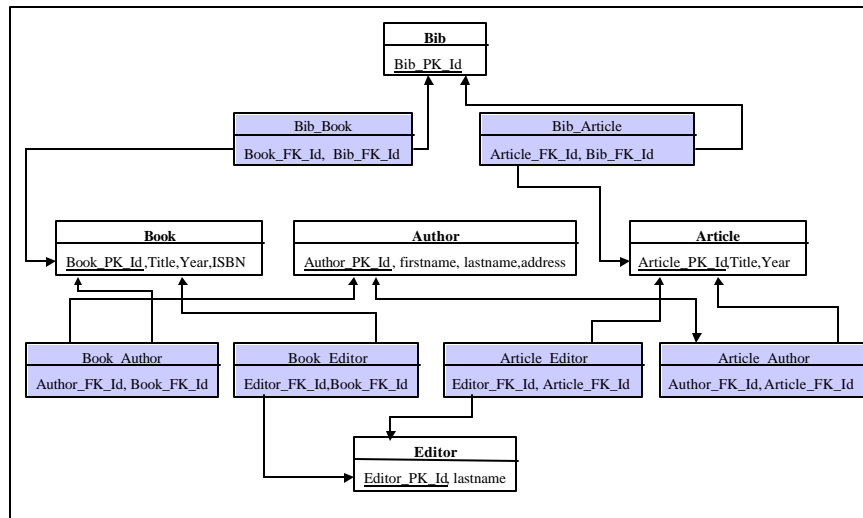 Bib
Bib_PK_Id
Bib_Book
Book_FK_Id, Bib_FK_Id
Bib_Article
Article_FK_Id, Bib_FK_Id
Book
Book_PK_Id,Title,Year,ISBN
Author
Author_PK_Id, firstname, lastname,address
Article
Article_PK_Id,Title,Year
Book_Author
Author_FK_Id, Book_FK_Id
Book_Editor
Editor_FK_Id,Book_FK_Id
Article_Editor
Editor_FK_Id, Article_FK_Id
Article_Author
Author_FK_Id, Article_FK_Id
Editor
Editor_PK_Id, lastname